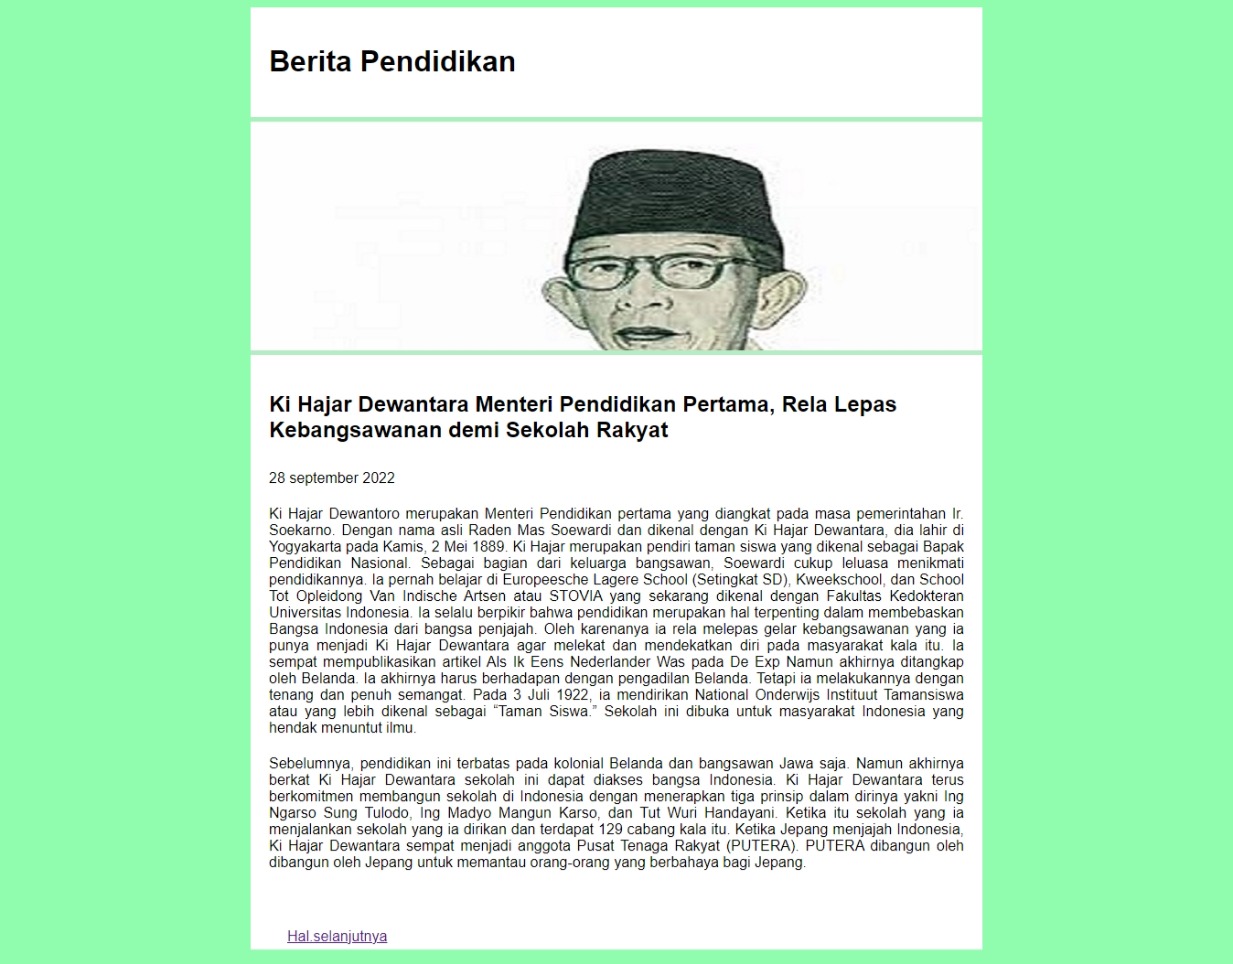 Berita Pendidikan
Ki Hajar Dewantara Menteri Pendidikan Pertama, Rela Lepas
Kebangsawanan demi Sekolah Rakyat
28 september 2022
Ki Hajar Dewantoro merupakan Menteri Pendidikan pertama yang diangkat pada masa pemerintahan Ir.
Soekarno. Dengan nama asli Raden Mas Soewardi dan dikenal dengan Ki Hajar Dewantara, dia lahir di
Yogyakarta pada Kamis, 2 Mei 1889. Ki Hajar merupakan pendiri taman siswa yang dikenal sebagai Bapak
Pendidikan Nasional. Sebagai bagian dari keluarga bangsawan, Soewardi cukup leluasa menikmati
pendidikannya. Ia pernah belajar di Europeesche Lagere School (Setingkat SD), Kweekschool, dan School
Tot Opleidong Van Indische Artsen atau STOVIA yang sekarang dikenal dengan Fakultas Kedokteran
Universitas Indonesia. Ia selalu berpikir bahwa pendidikan merupakan hal terpenting dalam membebaskan
Bangsa Indonesia dari bangsa penjajah. Oleh karenanya ia rela melepas gelar kebangsawanan yang ia
punya menjadi Ki Hajar Dewantara agar melekat dan mendekatkan diri pada masyarakat kala itu. Ia
sempat mempublikasikan artikel Als Ik Eens Nederlander Was pada De Exp Namun akhirnya ditangkap
oleh Belanda. Ia akhirnya harus berhadapan dengan pengadilan Belanda. Tetapi ia melakukannya dengan
tenang dan penuh semangat. Pada 3 Juli 1922, ia mendirikan National Onderwijs Instituut Tamansiswa
atau yang lebih dikenal sebagai “Taman Siswa.” Sekolah ini dibuka untuk masyarakat Indonesia yang
hendak menuntut ilmu.
Sebelumnya, pendidikan ini terbatas pada kolonial Belanda dan bangsawan Jawa saja. Namun akhirnya
berkat Ki Hajar Dewantara sekolah ini dapat diakses bangsa Indonesia. Ki Hajar Dewantara terus
berkomitmen membangun sekolah di Indonesia dengan menerapkan tiga prinsip dalam dirinya yakni Ing
Ngarso Sung Tulodo, Ing Madyo Mangun Karso, dan Tut Wuri Handayani. Ketika itu sekolah yang ia
menjalankan sekolah yang ia dirikan dan terdapat 129 cabang kala itu. Ketika Jepang menjajah Indonesia,
Ki Hajar Dewantara sempat menjadi anggota Pusat Tenaga Rakyat (PUTERA). PUTERA dibangun oleh
dibangun oleh Jepang untuk memantau orang-orang yang berbahaya bagi Jepang.
Hal.selanjutnya